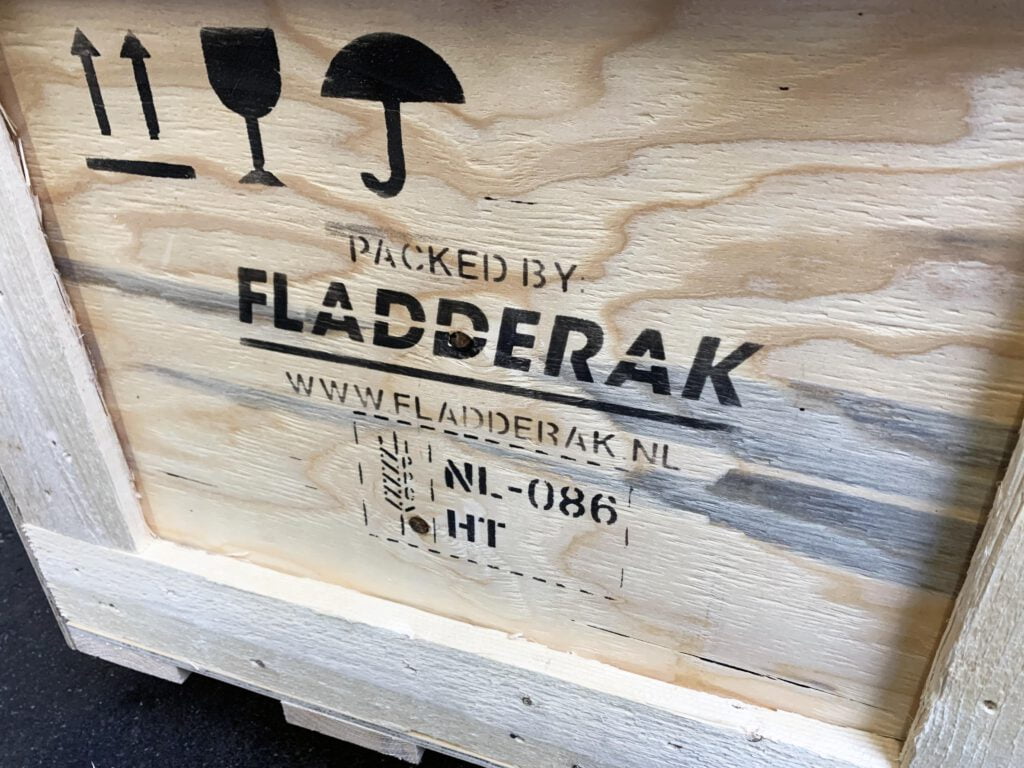 PACKED BY:
FLADDERAK
WWW.FLADDERAK.NL
NL-086
HT